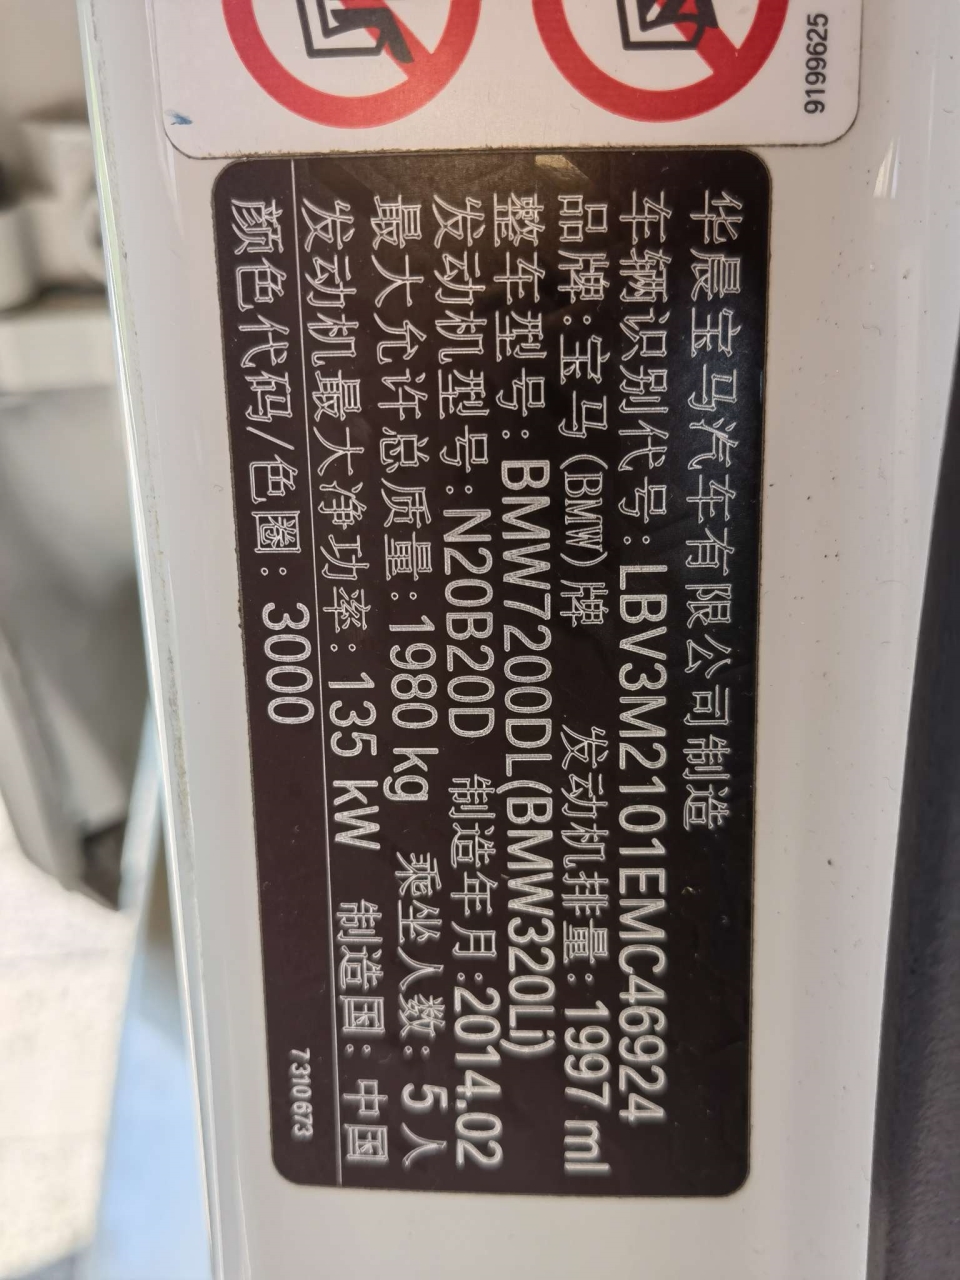 9199625
华晨宝马汽车有限公司制造
车辆识别代号:LBV3M2101EMC46924
品牌:宝马(BMW)牌 发动机排量:1997 ml
整车型号:BMW7200DL(BMW320Li)
发动机型号:N20B20D 制造年月:2014.02
最大允许总质量:1980 kg 乘坐人数:5人
发动机最大净功率:135 kW 制造国:中国
颜色代码/色圈:3000
7310673